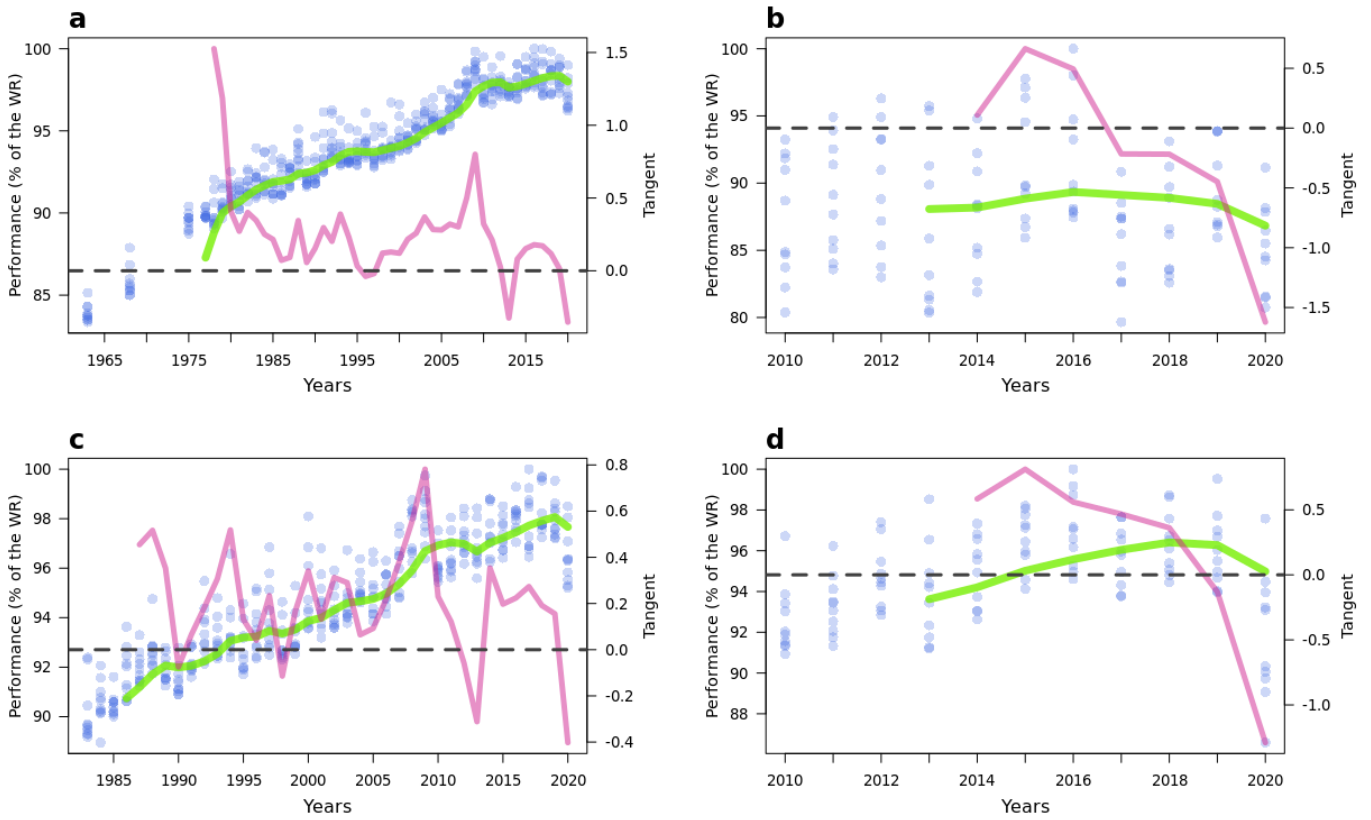 a
100
95
90
85
Performance (% of the WR)
1.5
1.0
0.5
0.0
Tangent
1965 1975 1985 1995 2005 2015
Years
b
100
95
90
85
80
Performance (% of the WR)
0.5
0.0
-0.5
-1.0
-1.5
Tangent
2010 2012 2014 2016 2018 2020
Years
c
100
98
96
94
92
90
Performance (% of the WR)
0.8
0.6
0.4
0.2
0.0
-0.2
-0.4
Tangent
1985 1990 1995 2000 2005 2010 2015 2020
Years
d
100
98
96
94
92
90
88
Performance (% of the WR)
0.5
0.0
-0.5
-1.0
Tangent
2010 2012 2014 2016 2018 2020
Years